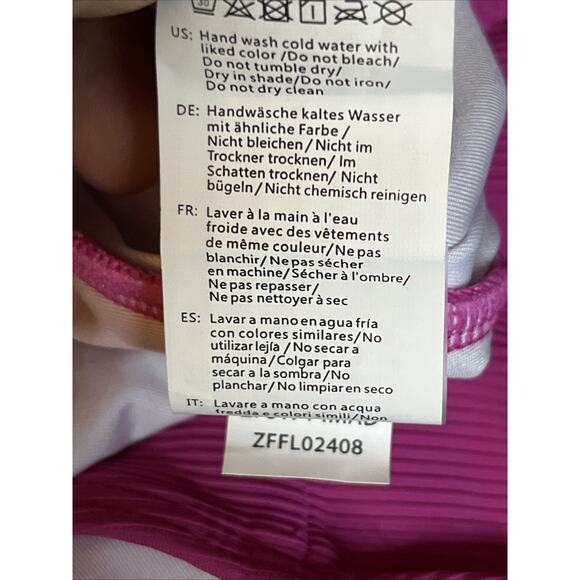 30
US: Hand wash cold water with
liked color /Do not bleach/
Do not tumble dry/
Dry in shade/Do not iron/
Do not dry clean
DE: Handwäsche kaltes Wasser
mit ähnliche Farbe /
Nicht bleichen/Nicht im
Trockner trocknen/Im
Schatten trocknen/Nicht
bügeln/Nicht chemisch reinigen
FR: Laver à la main à l'eau
froide avec des vêtements
de même couleur/Ne pas
blanchir/Ne pas sécher
en machine/Sécher à l'ombre/
Ne pas repasser/
Ne pas nettoyer à sec
ES: Lavar a mano en agua fría
con colores similares/No
utilizar lejía /No secar a
máquina/Colgar para
secar a la sombra/No
planchar/No limpiar en seco
IT: Lavare a mano con acqua
fredda e colori simili/Non
ZFFL02408